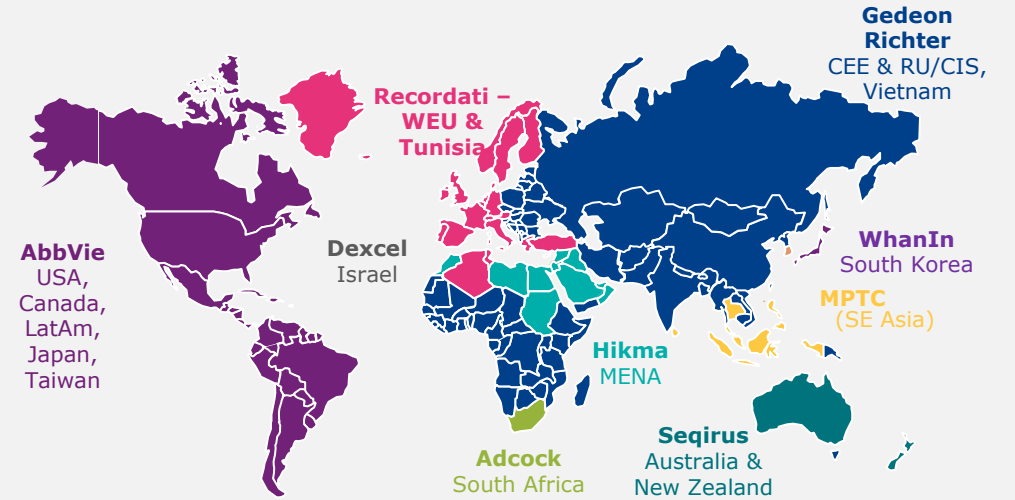 Gedeon
Richter
CEE & RU/CIS,
Vietnam
Recordati –
WEU &
Tunisia
AbbVie
USA,
Canada,
LatAm,
Japan,
Taiwan
Dexcel
Israel
WhanIn
South Korea
MPTC
(SE Asia)
Hikma
MENA
Adcock
South Africa
Seqirus
Australia &
New Zealand